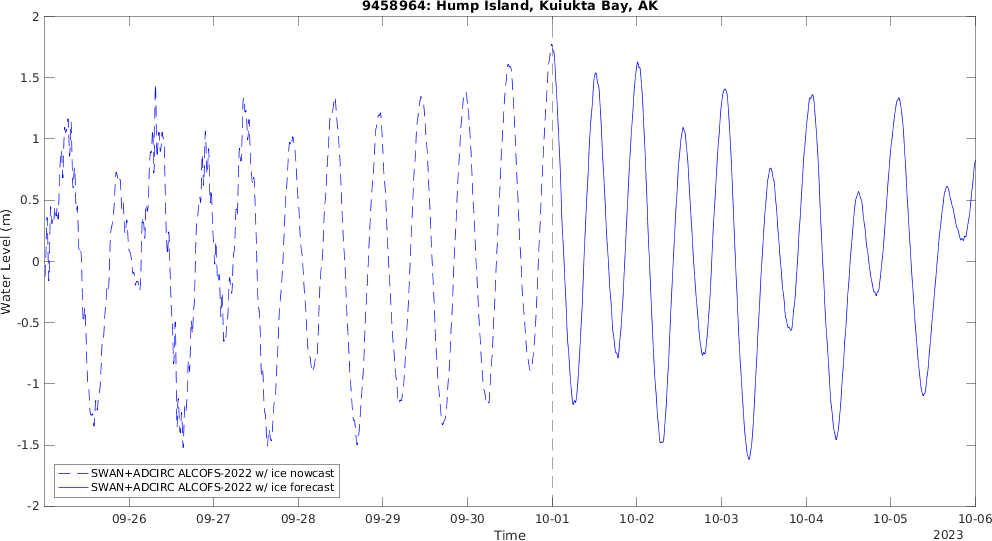 9458964: Hump Island, Kuiukta Bay, AK
2
1.5
1
0.5
0
-0.5
-1
-1.5
-2
Water Level (m)
SWAN+ADCIRC ALCOFS-2022 w/ ice nowcast
SWAN+ADCIRC ALCOFS-2022 w/ ice forecast
09-26 09-27 09-28 09-29 09-30 10-01 10-02 10-03 10-04 10-05 10-06
Time
2023